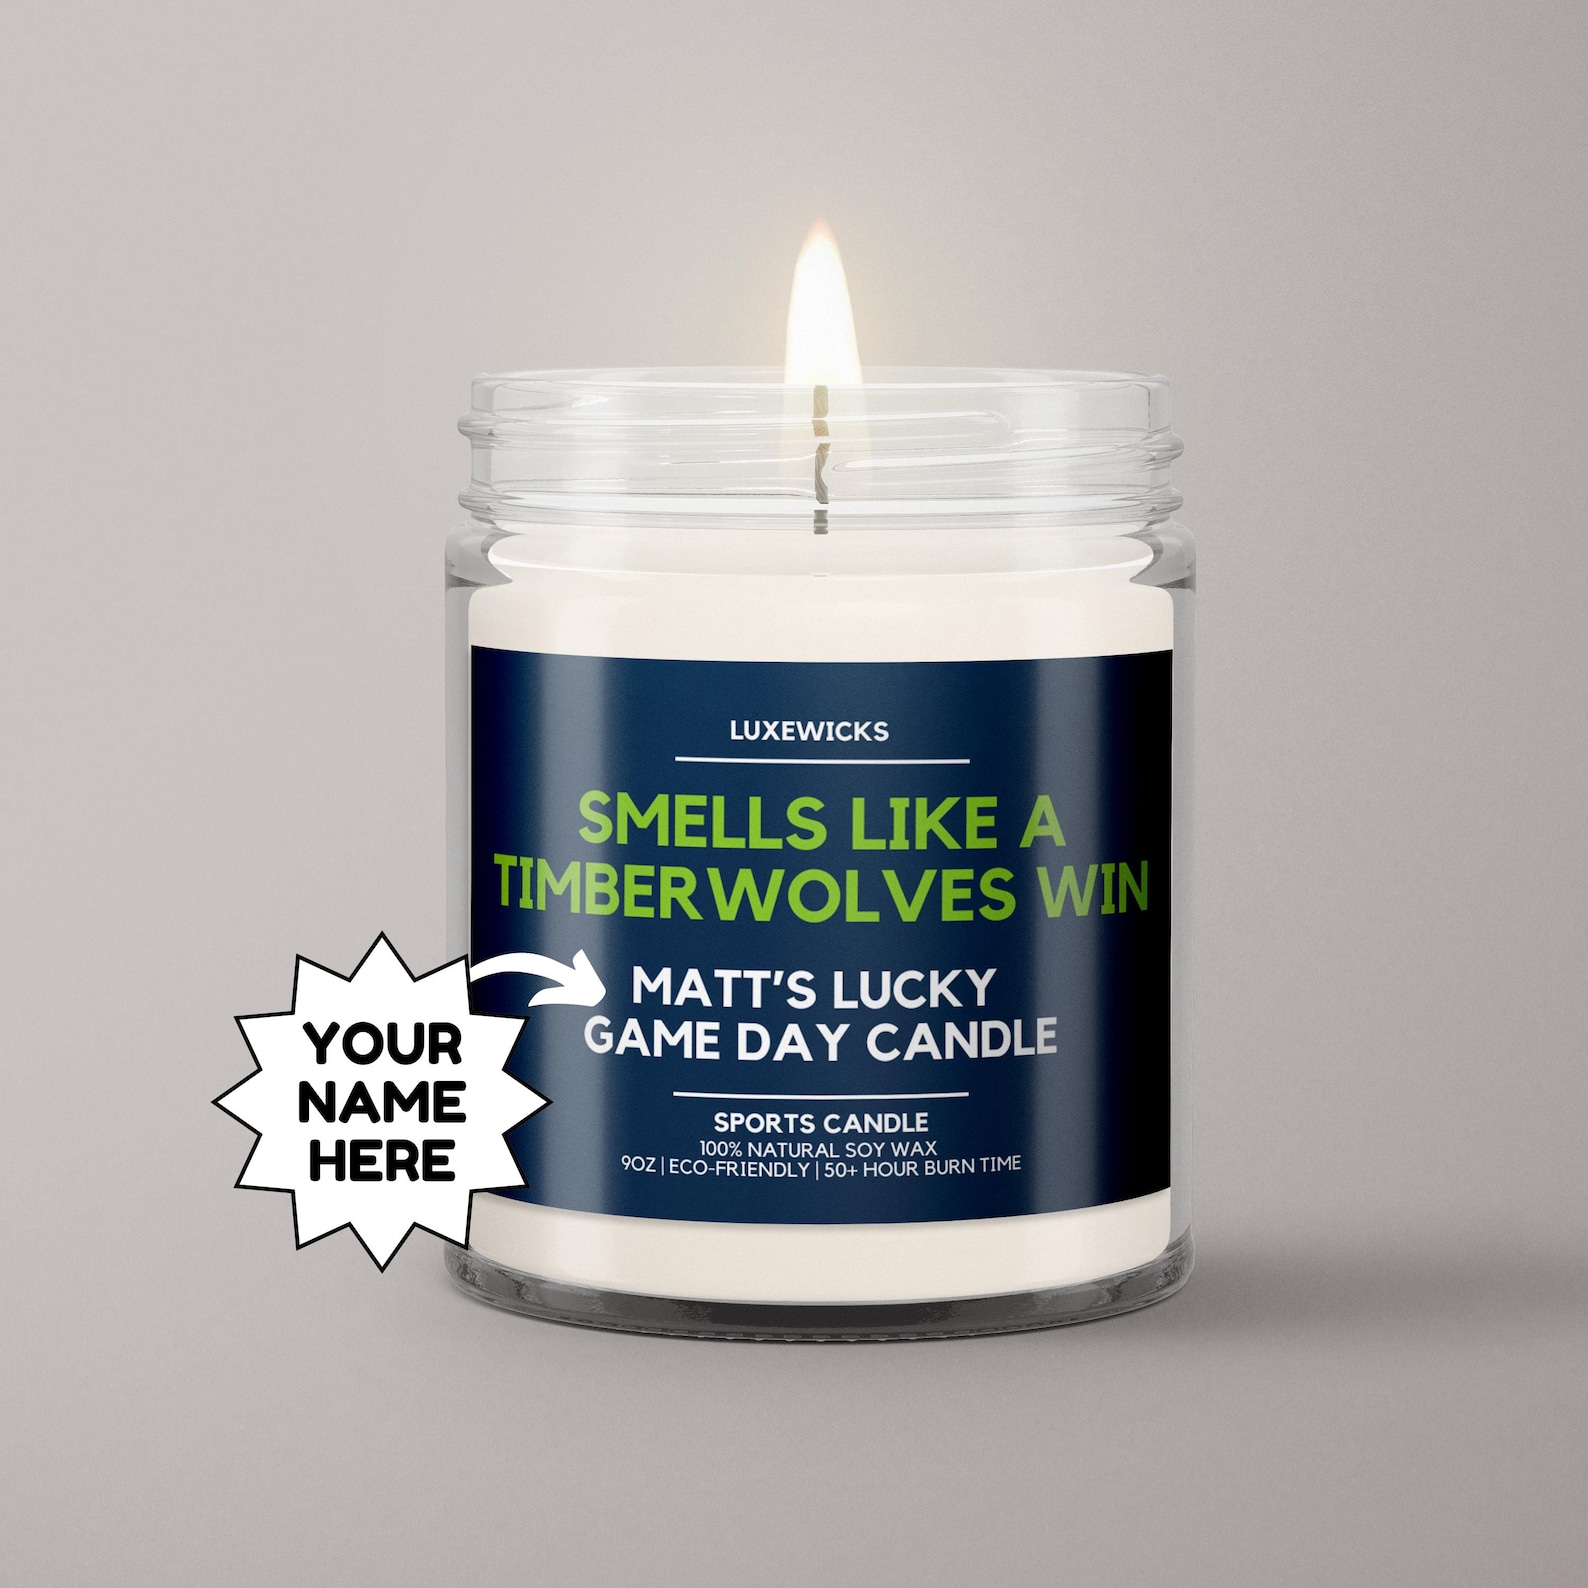 LUXEWICKS
SMELLS LIKE A
TIMBERWOLVES WIN
MATT'S LUCKY
GAME DAY CANDLE
SPORTS CANDLE
100% NATURAL SOY WAX
9OZ | ECO-FRIENDLY | 50+ HOUR BURN TIME
YOUR
NAME
HERE